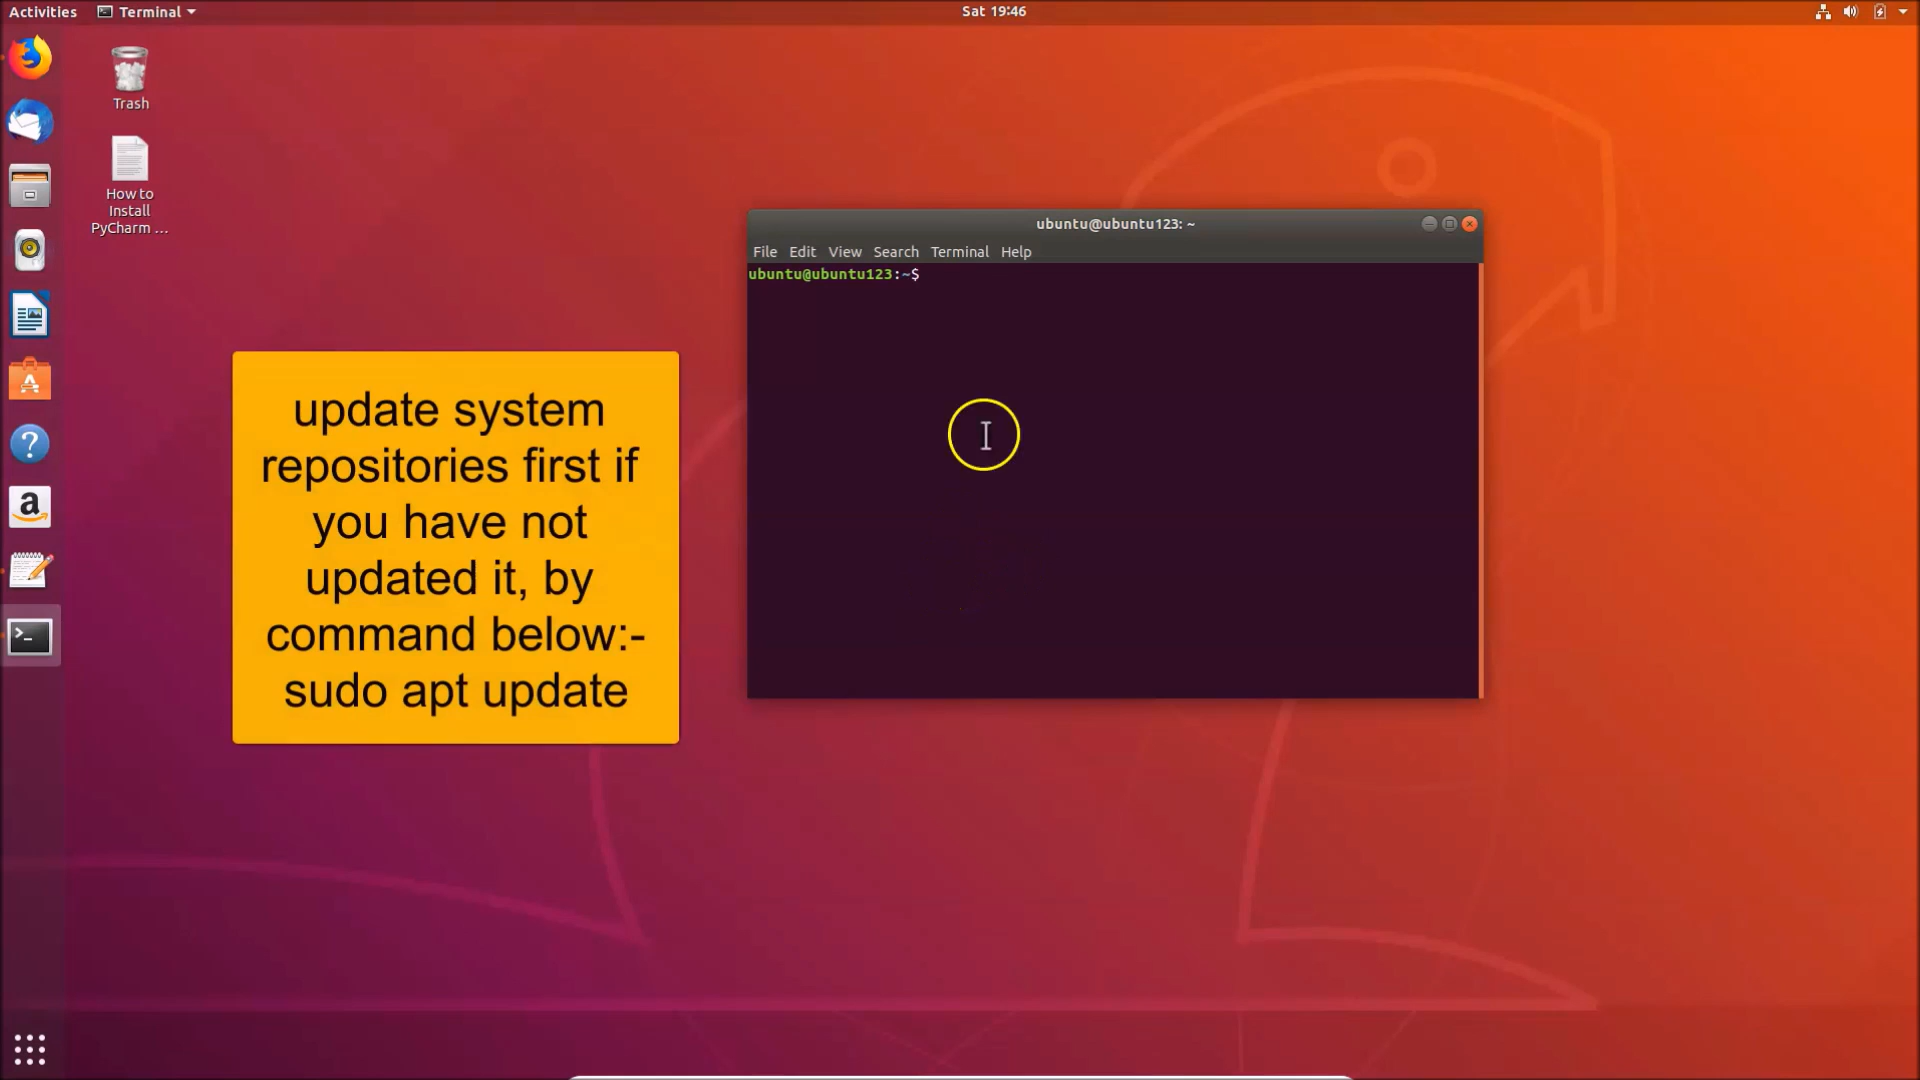 Activities
Terminal
Sat 19:46
Trash
How to
Install
PyCharm ...
ubuntu@ubuntu123: ~
File Edit View Search Terminal Help
ubuntu@ubuntu123:~$
update system
repositories first if
you have not
updated it, by
command below:-
sudo apt update